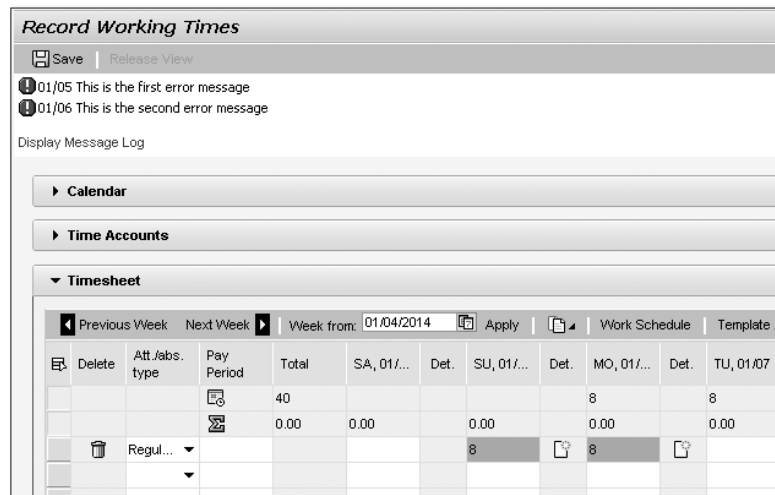 Record Working Times
Save Release View
01/05 This is the first error message
01/06 This is the second error message
Display Message Log
Calendar
Time Accounts
Timesheet
Previous Week Next Week Week from: 01/04/2014 Apply Work Schedule Template
Delete Att./abs. type Pay Period Total SA, 01/... Det. SU, 01/... Det. MO, 01/... Det. TU, 01/07
40 8 8
0.00 0.00 0.00 0.00 0.00
Regul... 8 8